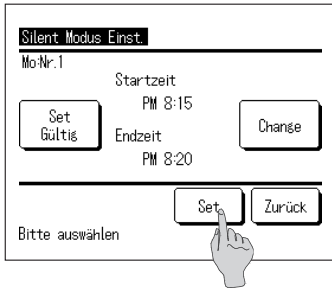 Silent Modus Einst.
Mo:Nr.1
Startzeit
PM 8:15
Set
Gültig
Change
Endzeit
PM 8:20
Set
Zurück
Bitte auswählen